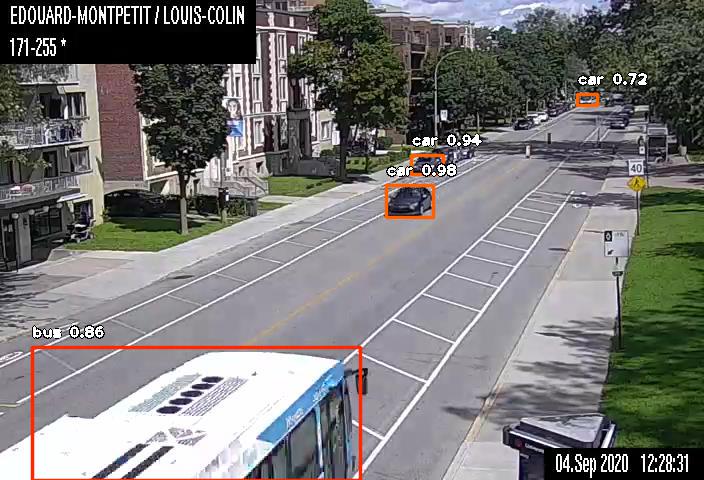 EDOUARD-MONTPETIT / LOUIS-COLIN
171-255 *
car 0.72
car 0.94
car 0.98
40
bus 0.86
04.Sep 2020 12:28:31